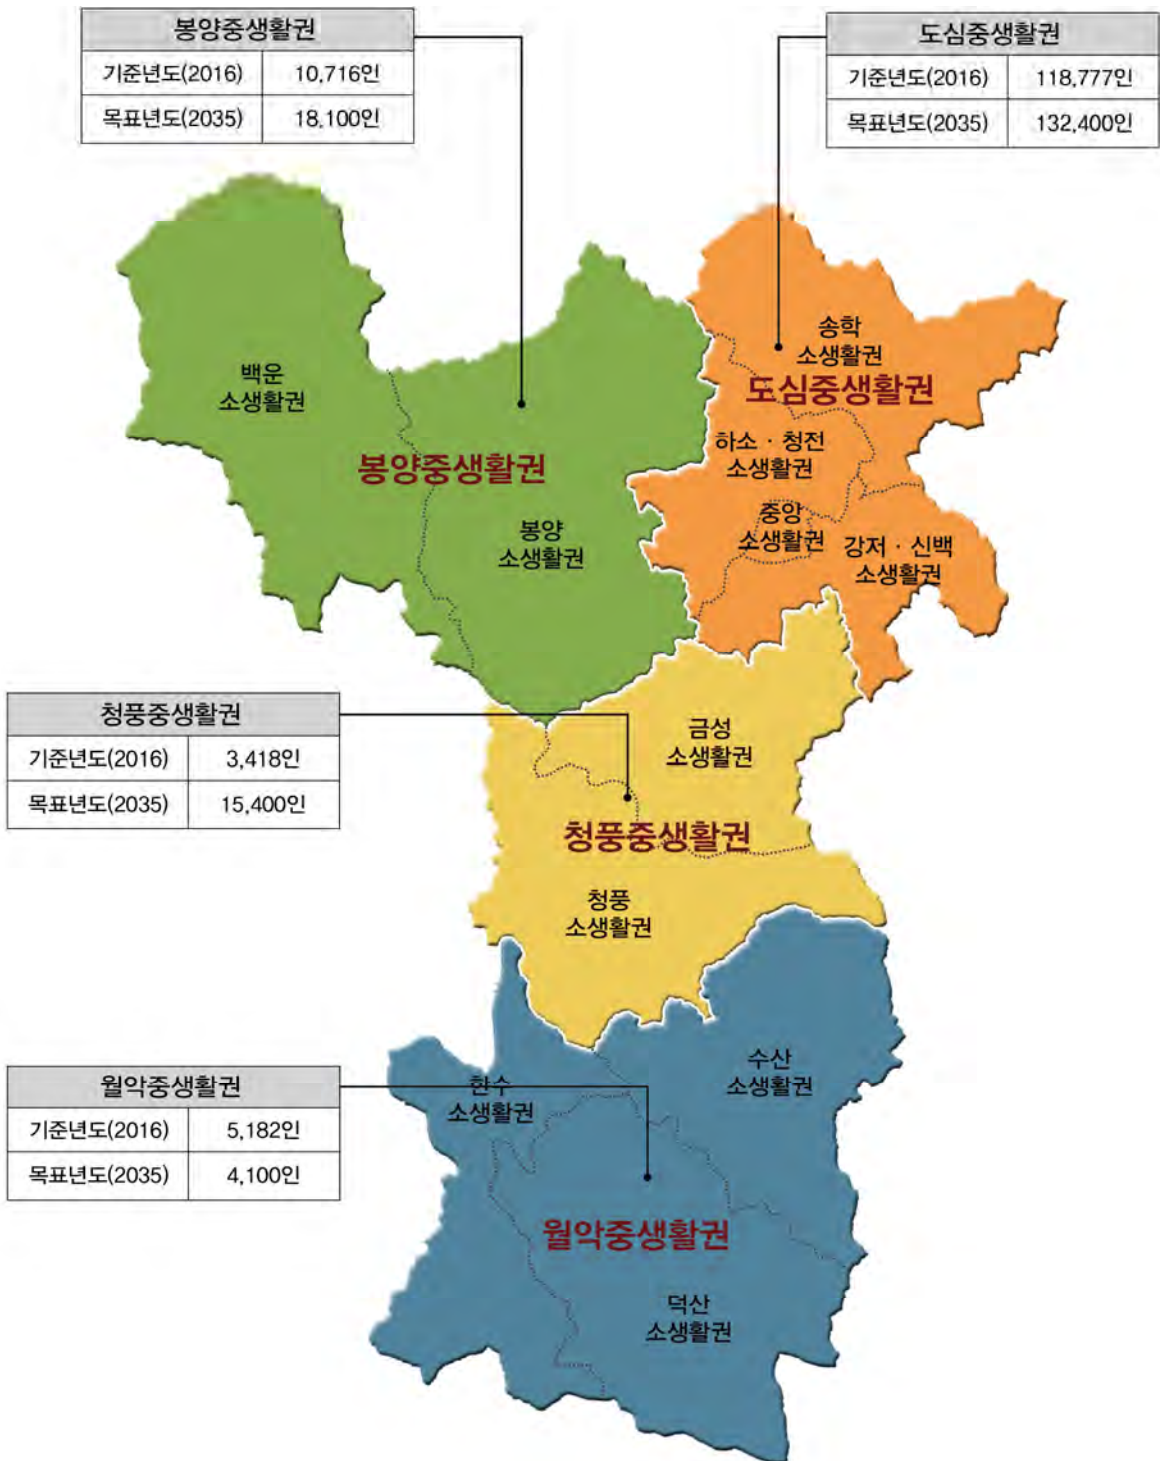 봉양중생활권
기준년도(2016) 10,716인
목표년도(2035) 18,100인
도심중생활권
기준년도(2016) 118,777인
목표년도(2035) 132,400인
송학
소생활권
도심중생활권
백운
소생활권
하소 · 청전
소생활권
봉양중생활권
중앙
소생활권
봉양
소생활권
강저 · 신백
소생활권
청풍중생활권
기준년도(2016) 3,418인
목표년도(2035) 15,400인
금성
소생활권
청풍중생활권
청풍
소생활권
월악중생활권
기준년도(2016) 5,182인
목표년도(2035) 4,100인
한수
소생활권
수산
소생활권
월악중생활권
덕산
소생활권